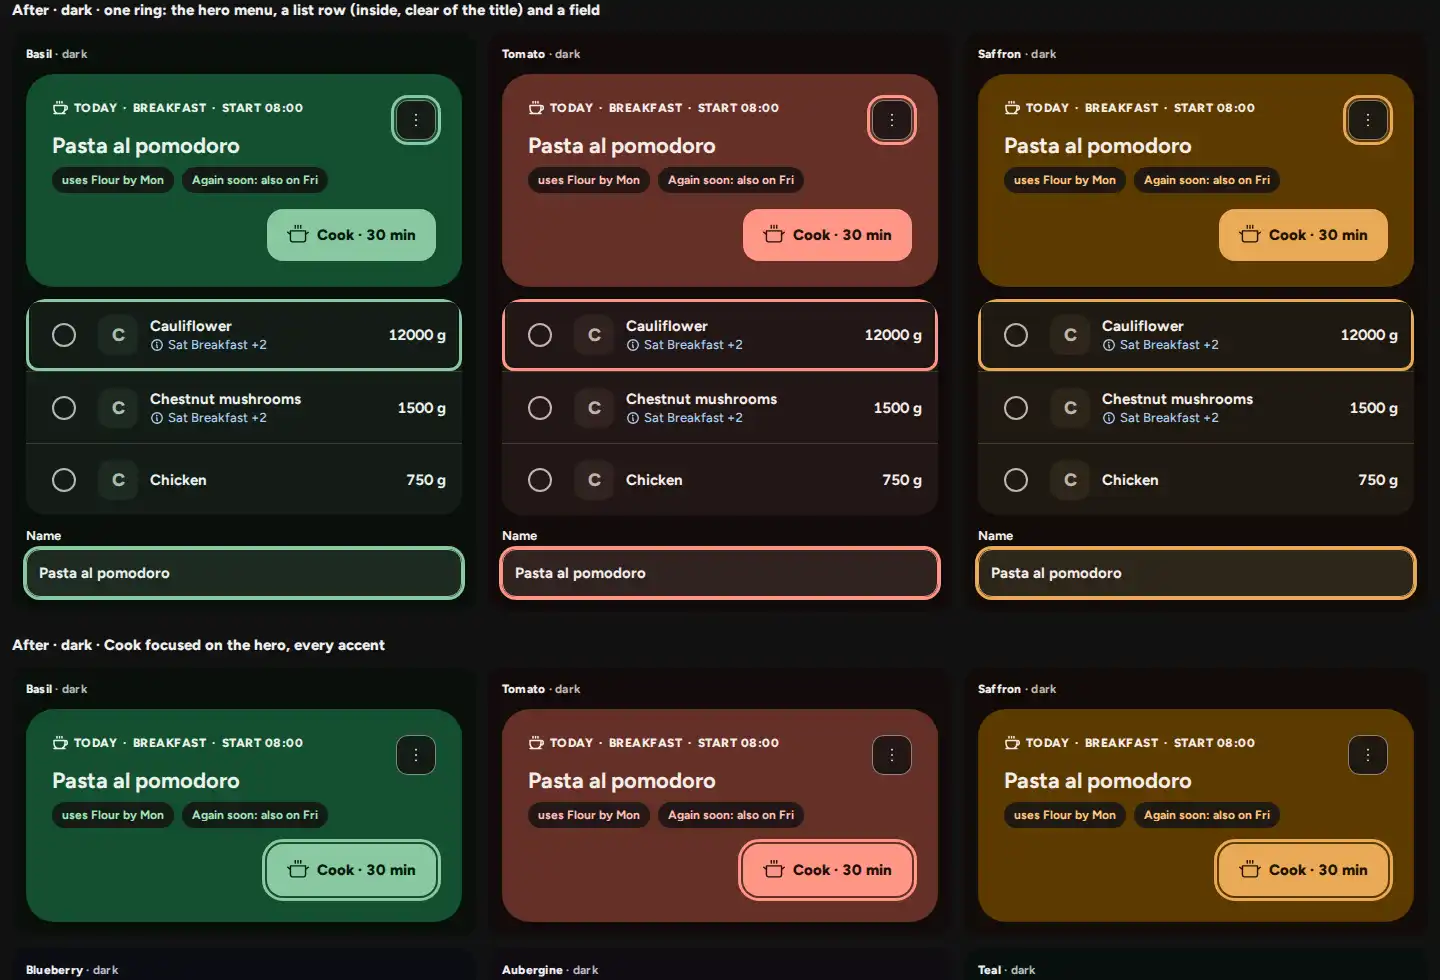 After · dark · one ring: the hero menu, a list row (inside, clear of the title) and a field
Basil · dark
TODAY · BREAKFAST · START 08:00
Pasta al pomodoro
uses Flour by Mon
Again soon: also on Fri
Cook · 30 min
C
Cauliflower
12000 g
Sat Breakfast +2
C
Chestnut mushrooms
1500 g
Sat Breakfast +2
C
Chicken
750 g
Name
Pasta al pomodoro
Tomato · dark
TODAY · BREAKFAST · START 08:00
Pasta al pomodoro
uses Flour by Mon
Again soon: also on Fri
Cook · 30 min
C
Cauliflower
12000 g
Sat Breakfast +2
C
Chestnut mushrooms
1500 g
Sat Breakfast +2
C
Chicken
750 g
Name
Pasta al pomodoro
Saffron · dark
TODAY · BREAKFAST · START 08:00
Pasta al pomodoro
uses Flour by Mon
Again soon: also on Fri
Cook · 30 min
C
Cauliflower
12000 g
Sat Breakfast +2
C
Chestnut mushrooms
1500 g
Sat Breakfast +2
C
Chicken
750 g
Name
Pasta al pomodoro
After · dark · Cook focused on the hero, every accent
Basil · dark
TODAY · BREAKFAST · START 08:00
Pasta al pomodoro
uses Flour by Mon
Again soon: also on Fri
Cook · 30 min
Tomato · dark
TODAY · BREAKFAST · START 08:00
Pasta al pomodoro
uses Flour by Mon
Again soon: also on Fri
Cook · 30 min
Saffron · dark
TODAY · BREAKFAST · START 08:00
Pasta al pomodoro
uses Flour by Mon
Again soon: also on Fri
Cook · 30 min
Blueberry · dark
Aubergine · dark
Teal · dark